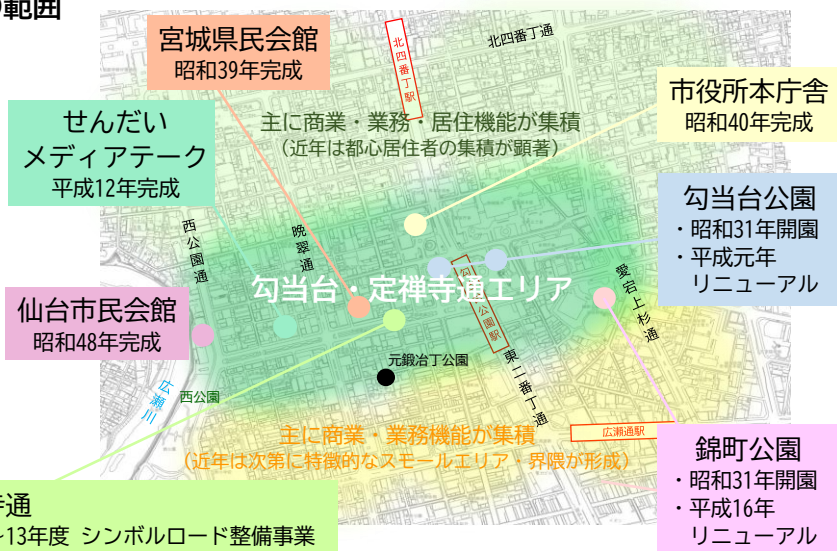 範囲
宮城県民会館
昭和39年完成
北四番丁駅
北四番丁通
市役所本庁舎
昭和40年完成
せんだい
メディアテーク
平成12年完成
主に商業・業務・居住機能が集積
（近年は都心居住者の集積が顕著）
勾当台公園
・昭和31年開園
・平成元年
リニューアル
西公園通
晩翠通
勾当台・定禅寺通エリア
公園駅
愛宕上杉通
仙台市民会館
昭和48年完成
元鍛冶丁公園
東二番丁通
広瀬川
西公園
主に商業・業務機能が集積
（近年は次第に特徴的なスモールエリア・界隈が形成）
広瀬通駅
錦町公園
・昭和31年開園
・平成16年
リニューアル
寺通
13年度 シンボルロード整備事業